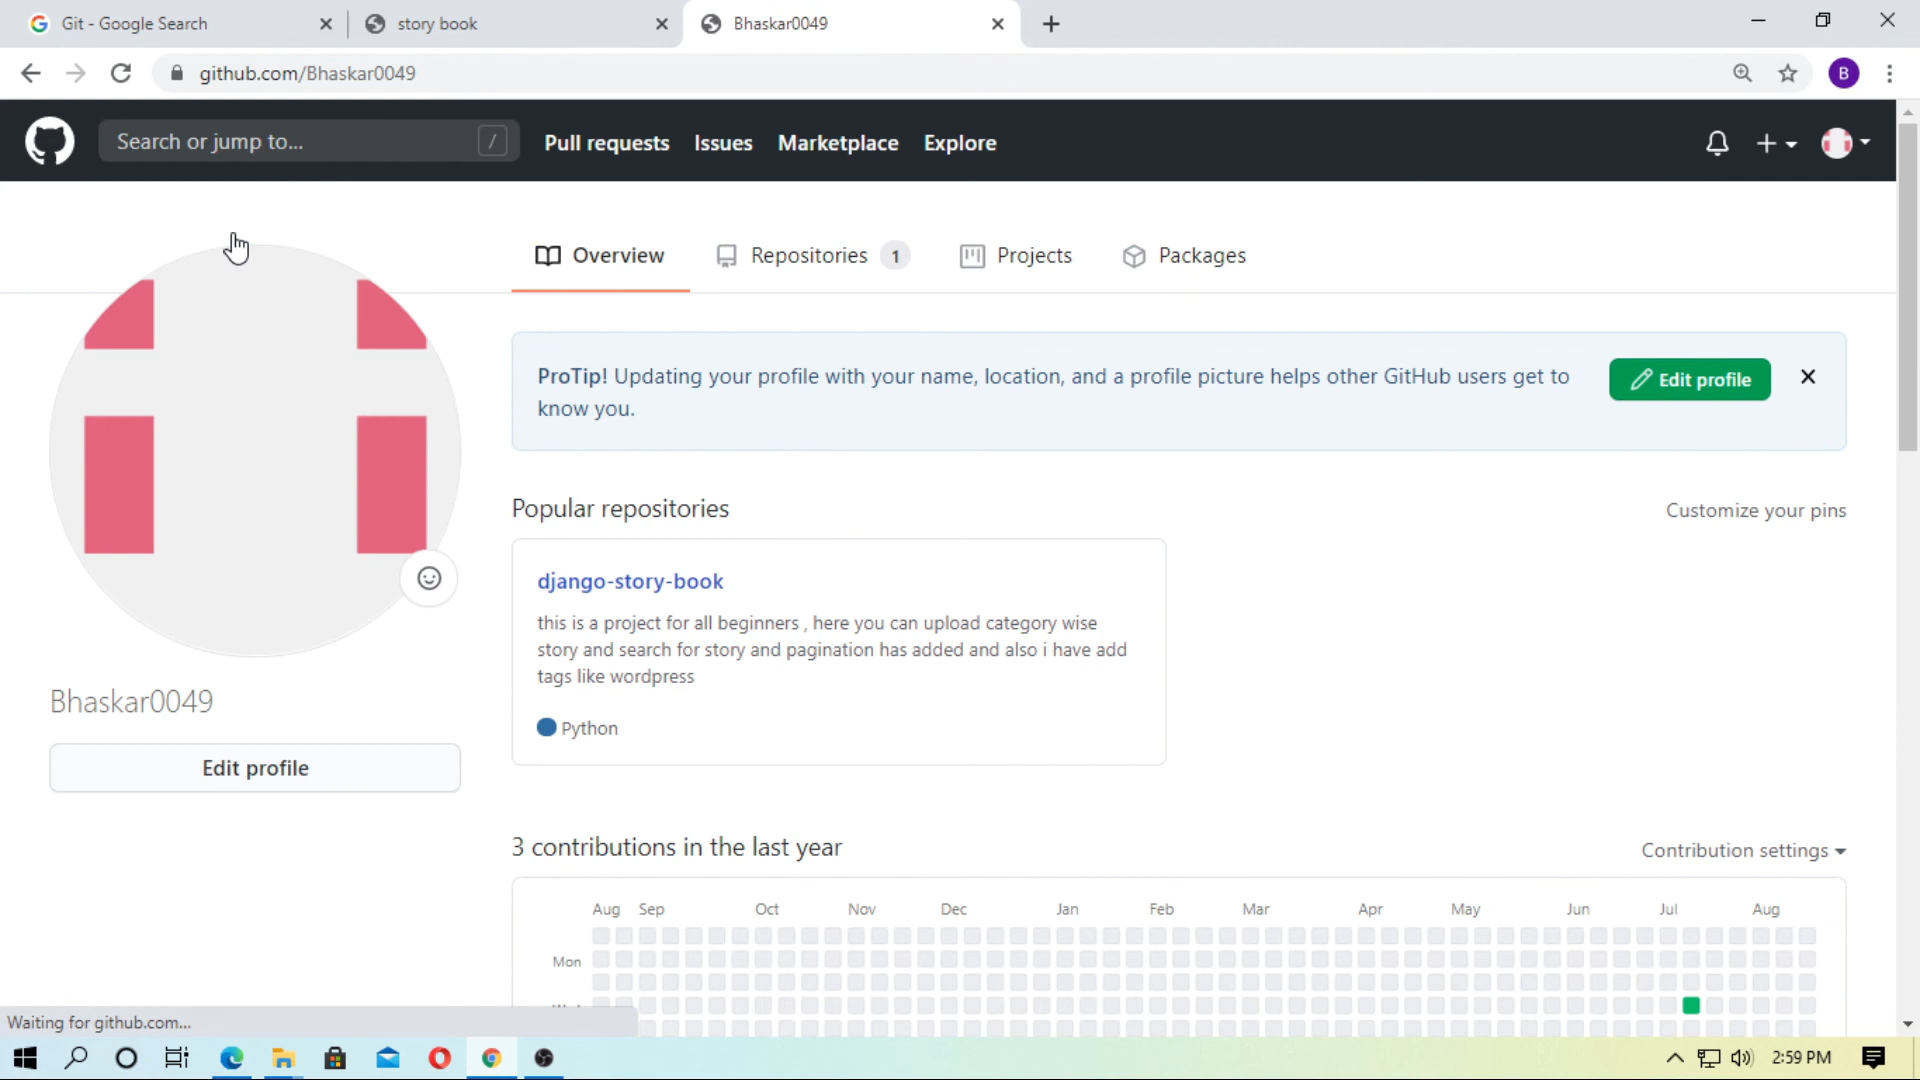 Git - Google Search
story book
Bhaskar0049
github.com/Bhaskar0049
B
Search or jump to...
/
Pull requests
Issues
Marketplace
Explore
Overview
Repositories 1
Projects
Packages
ProTip! Updating your profile with your name, location, and a profile picture helps other GitHub users get to
know you.
Edit profile
Popular repositories
Customize your pins
django-story-book
this is a project for all beginners , here you can upload category wise
story and search for story and pagination has added and also i have add
tags like wordpress
Python
Bhaskar0049
Edit profile
3 contributions in the last year
Contribution settings
Aug Sep Oct Nov Dec Jan Feb Mar Apr May Jun Jul Aug
Mon
Waiting for github.com...
2:59 PM